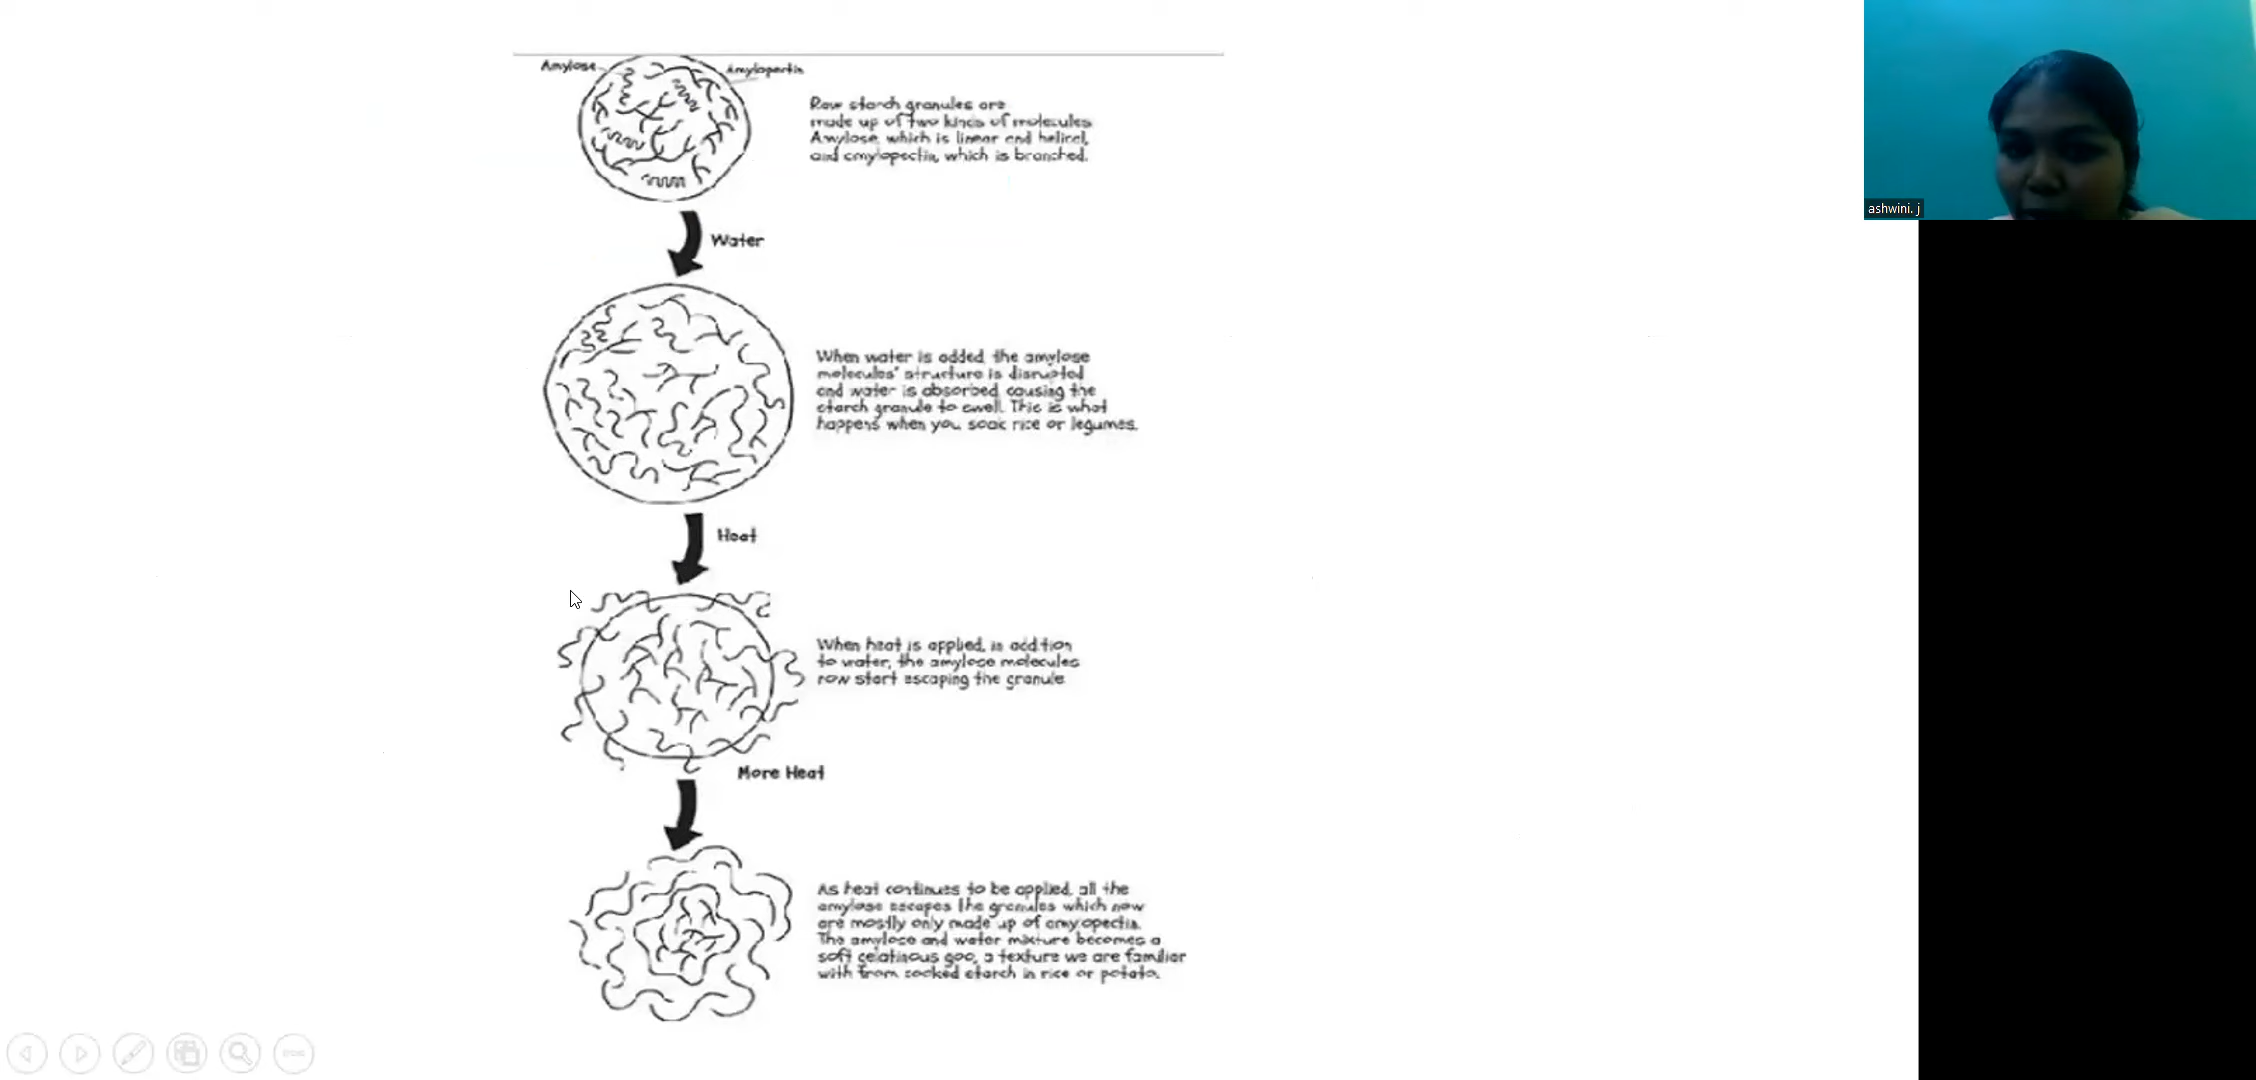 Amylose
Amylopectin
Raw starch granules are
made up of two kinds of molecules
Amylose, which is linear and helical,
and amylopectin, which is branched.
Water
When water is added, the amylose
molecules' structure is disrupted
and water is absorbed, causing the
starch granule to swell. This is what
happens when you soak rice or legumes.
Heat
When heat is applied, in addition
to water, the amylose molecules
now start escaping the granule
More Heat
As heat continues to be applied, all the
amylose escapes the granules which now
are mostly only made up of amylopectin.
The amylose and water mixture becomes a
soft gelatinous goo, a texture we are familiar
with from cooked starch in rice or potato.
ashwini. j